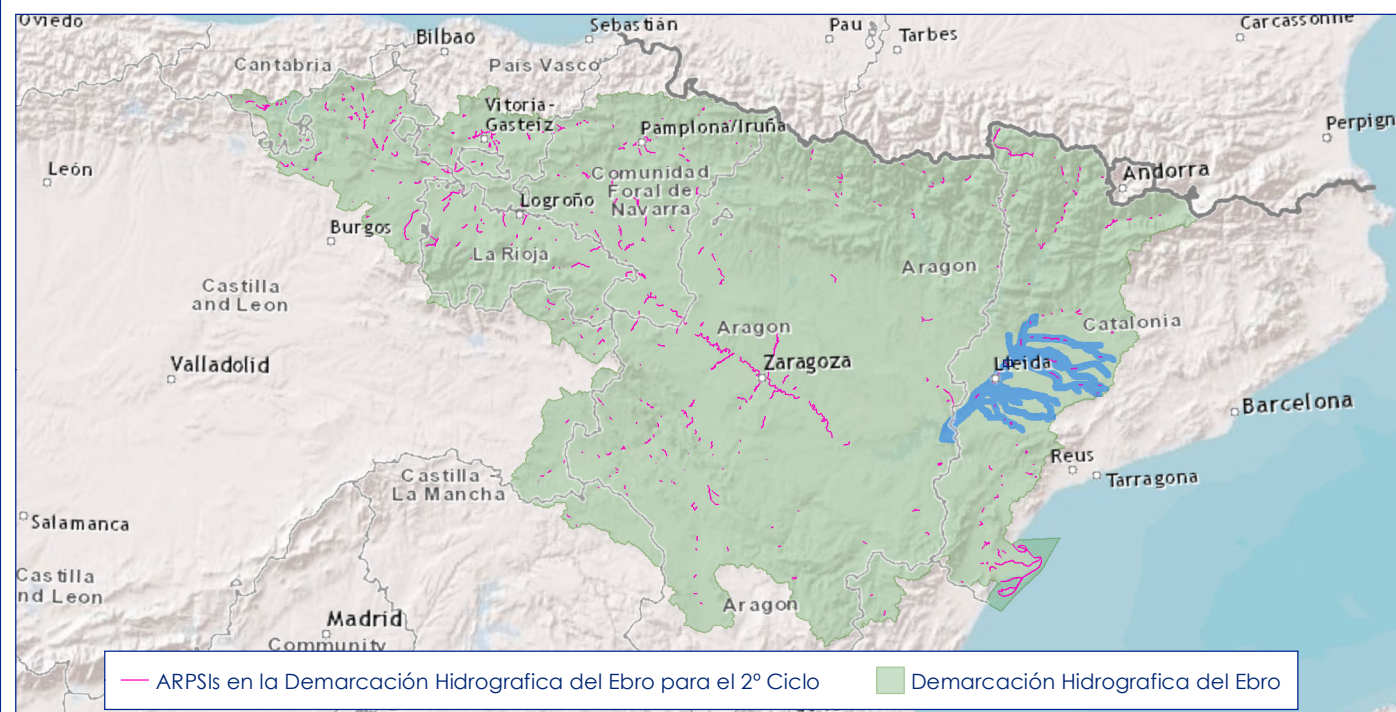 Oviedo
Bilbao
Sebastián
Pau
Tarbes
Carcassonne
Cantabria
País Vasco
Vitoria-
Gasteiz
Pamplona/Iruña
Perpign
León
Andorra
Comunidad
Foral de
Navarra
Logroño
Burgos
La Rioja
Aragon
Castilla
and Leon
Aragon
Catalonia
Valladolid
Zaragoza
Lleida
Barcelona
Reus
Tarragona
Castilla
La Mancha
Salamanca
Castilla
nd Leon
Aragon
Madrid
Community
ARPSIs en la Demarcación Hidrografica del Ebro para el 2º Ciclo
Demarcación Hidrografica del Ebro